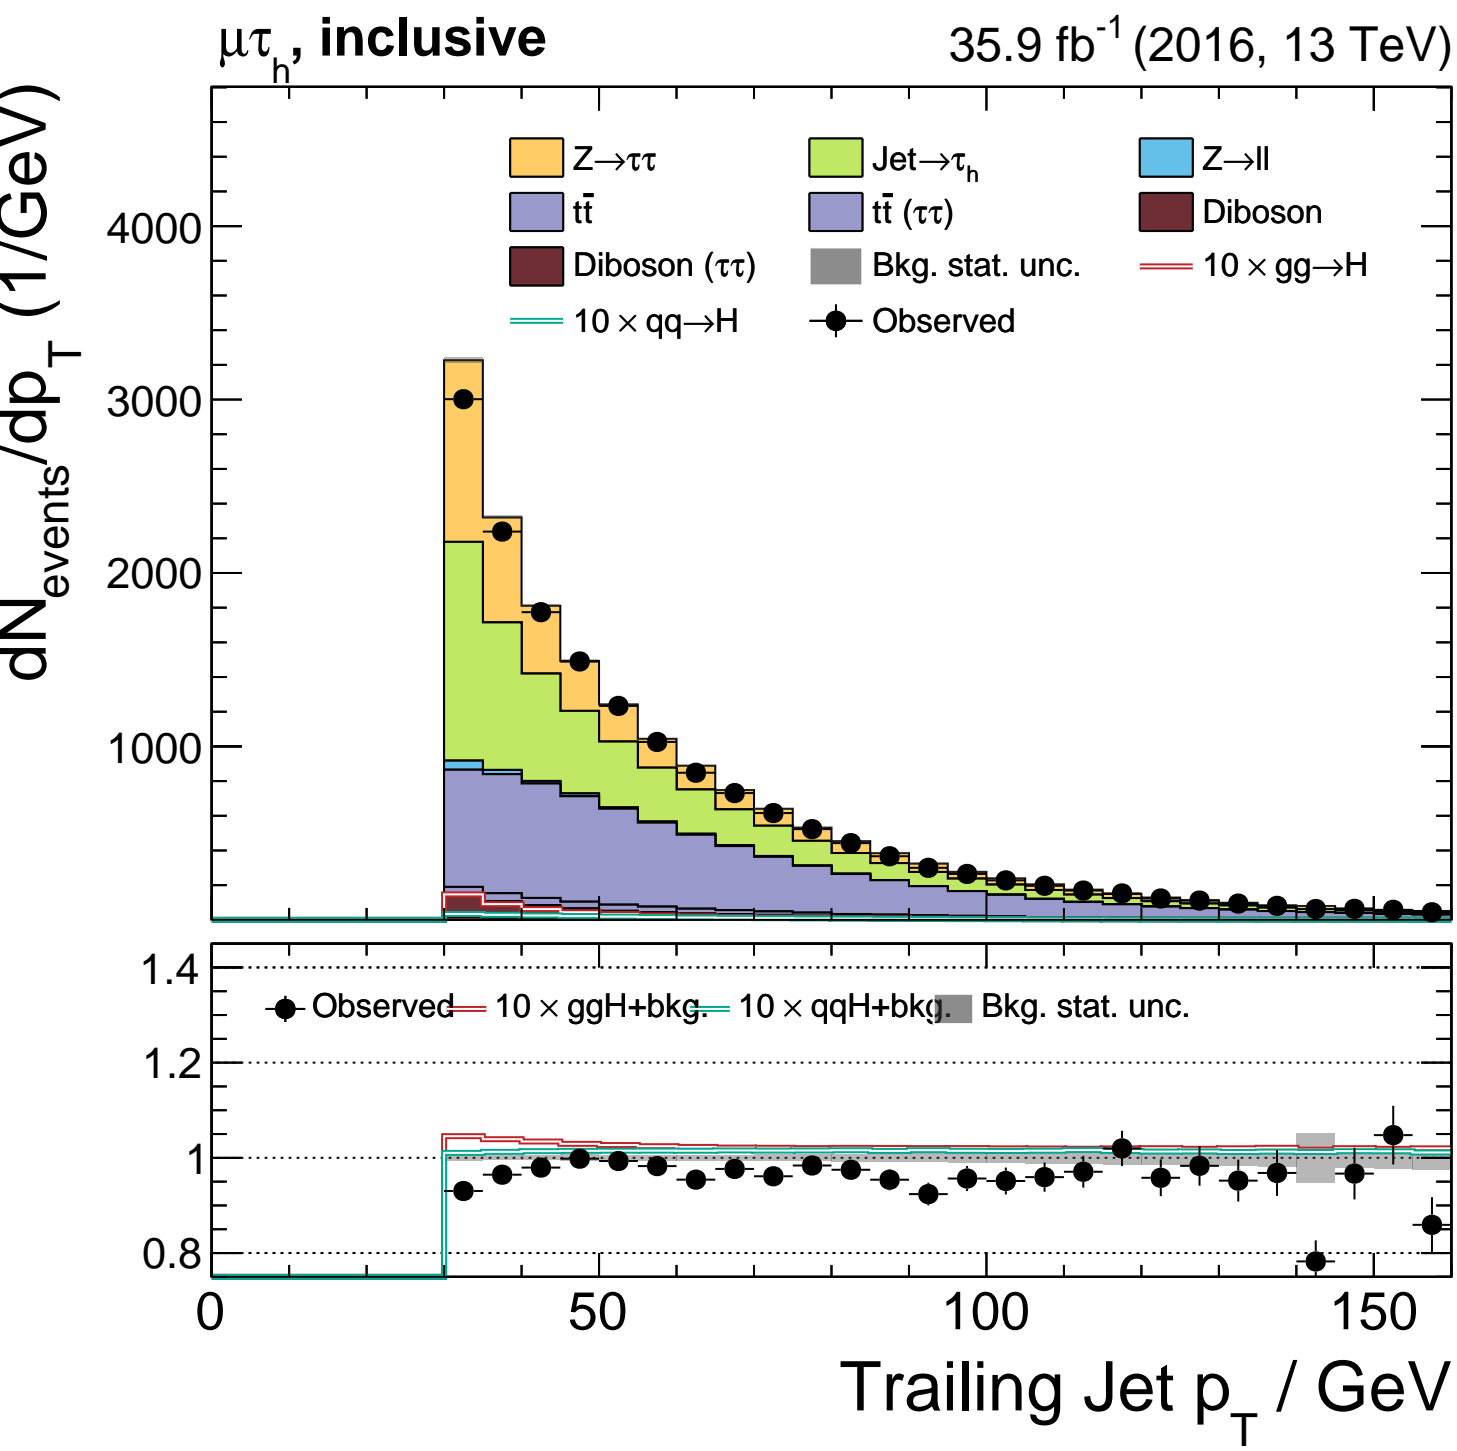 μτh, inclusive 35.9 fb-1 (2016, 13 TeV)
dNevents/dpT (1/GeV)
Z→ττ Jet→τh Z→ll
tt̄ tt̄ (ττ) Diboson
Diboson (ττ) Bkg. stat. unc. 10 × gg→H
10 × qq→H Observed
4000
3000
2000
1000
1.4
Observed 10 × ggH+bkg. 10 × qqH+bkg. Bkg. stat. unc.
1.2
1
0.8
0 50 100 150
Trailing Jet pT / GeV